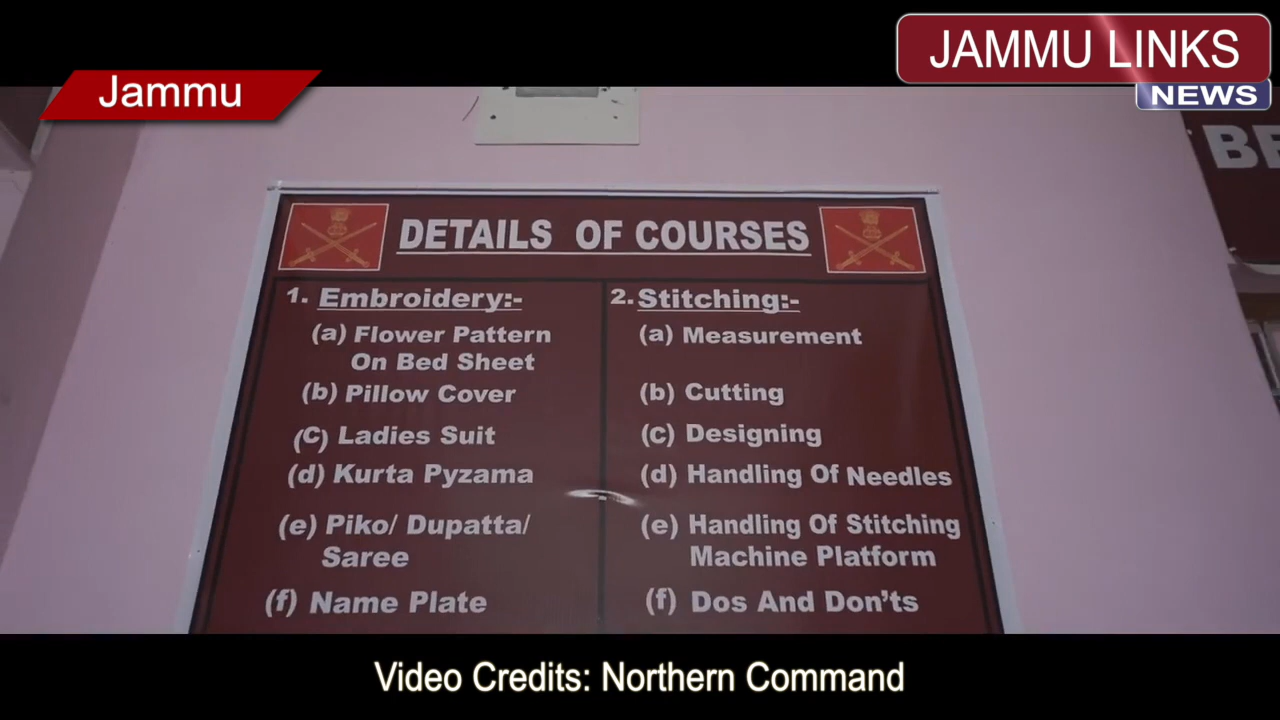 JAMMU LINKS
NEWS
Jammu
DETAILS OF COURSES
1. Embroidery:-
(a) Flower Pattern
On Bed Sheet
(b) Pillow Cover
(c) Ladies Suit
(d) Kurta Pyzama
(e) Piko/ Dupatta/
Saree
(f) Name Plate
2. Stitching:-
(a) Measurement
(b) Cutting
(c) Designing
(d) Handling Of Needles
(e) Handling Of Stitching
Machine Platform
(f) Dos And Don'ts
Video Credits: Northern Command